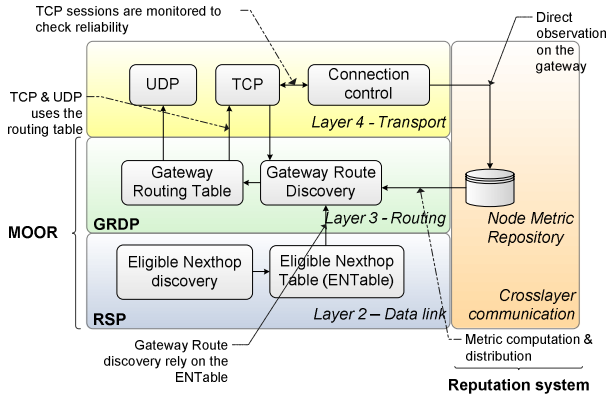 TCP sessions are monitored to
check reliability
Direct
observation
on the
gateway
UDP
TCP
Connection
control
TCP & UDP
uses the
routing table
Layer 4 - Transport
Gateway
Routing Table
Gateway Route
Discovery
MOOR
GRDP
Layer 3 - Routing
Node Metric
Repository
Eligible Nexthop
discovery
Eligible Nexthop
Table (ENTable)
RSP
Layer 2 – Data link
Crosslayer
communication
Gateway Route
discovery rely on the
ENTable
Metric computation &
distribution
Reputation system